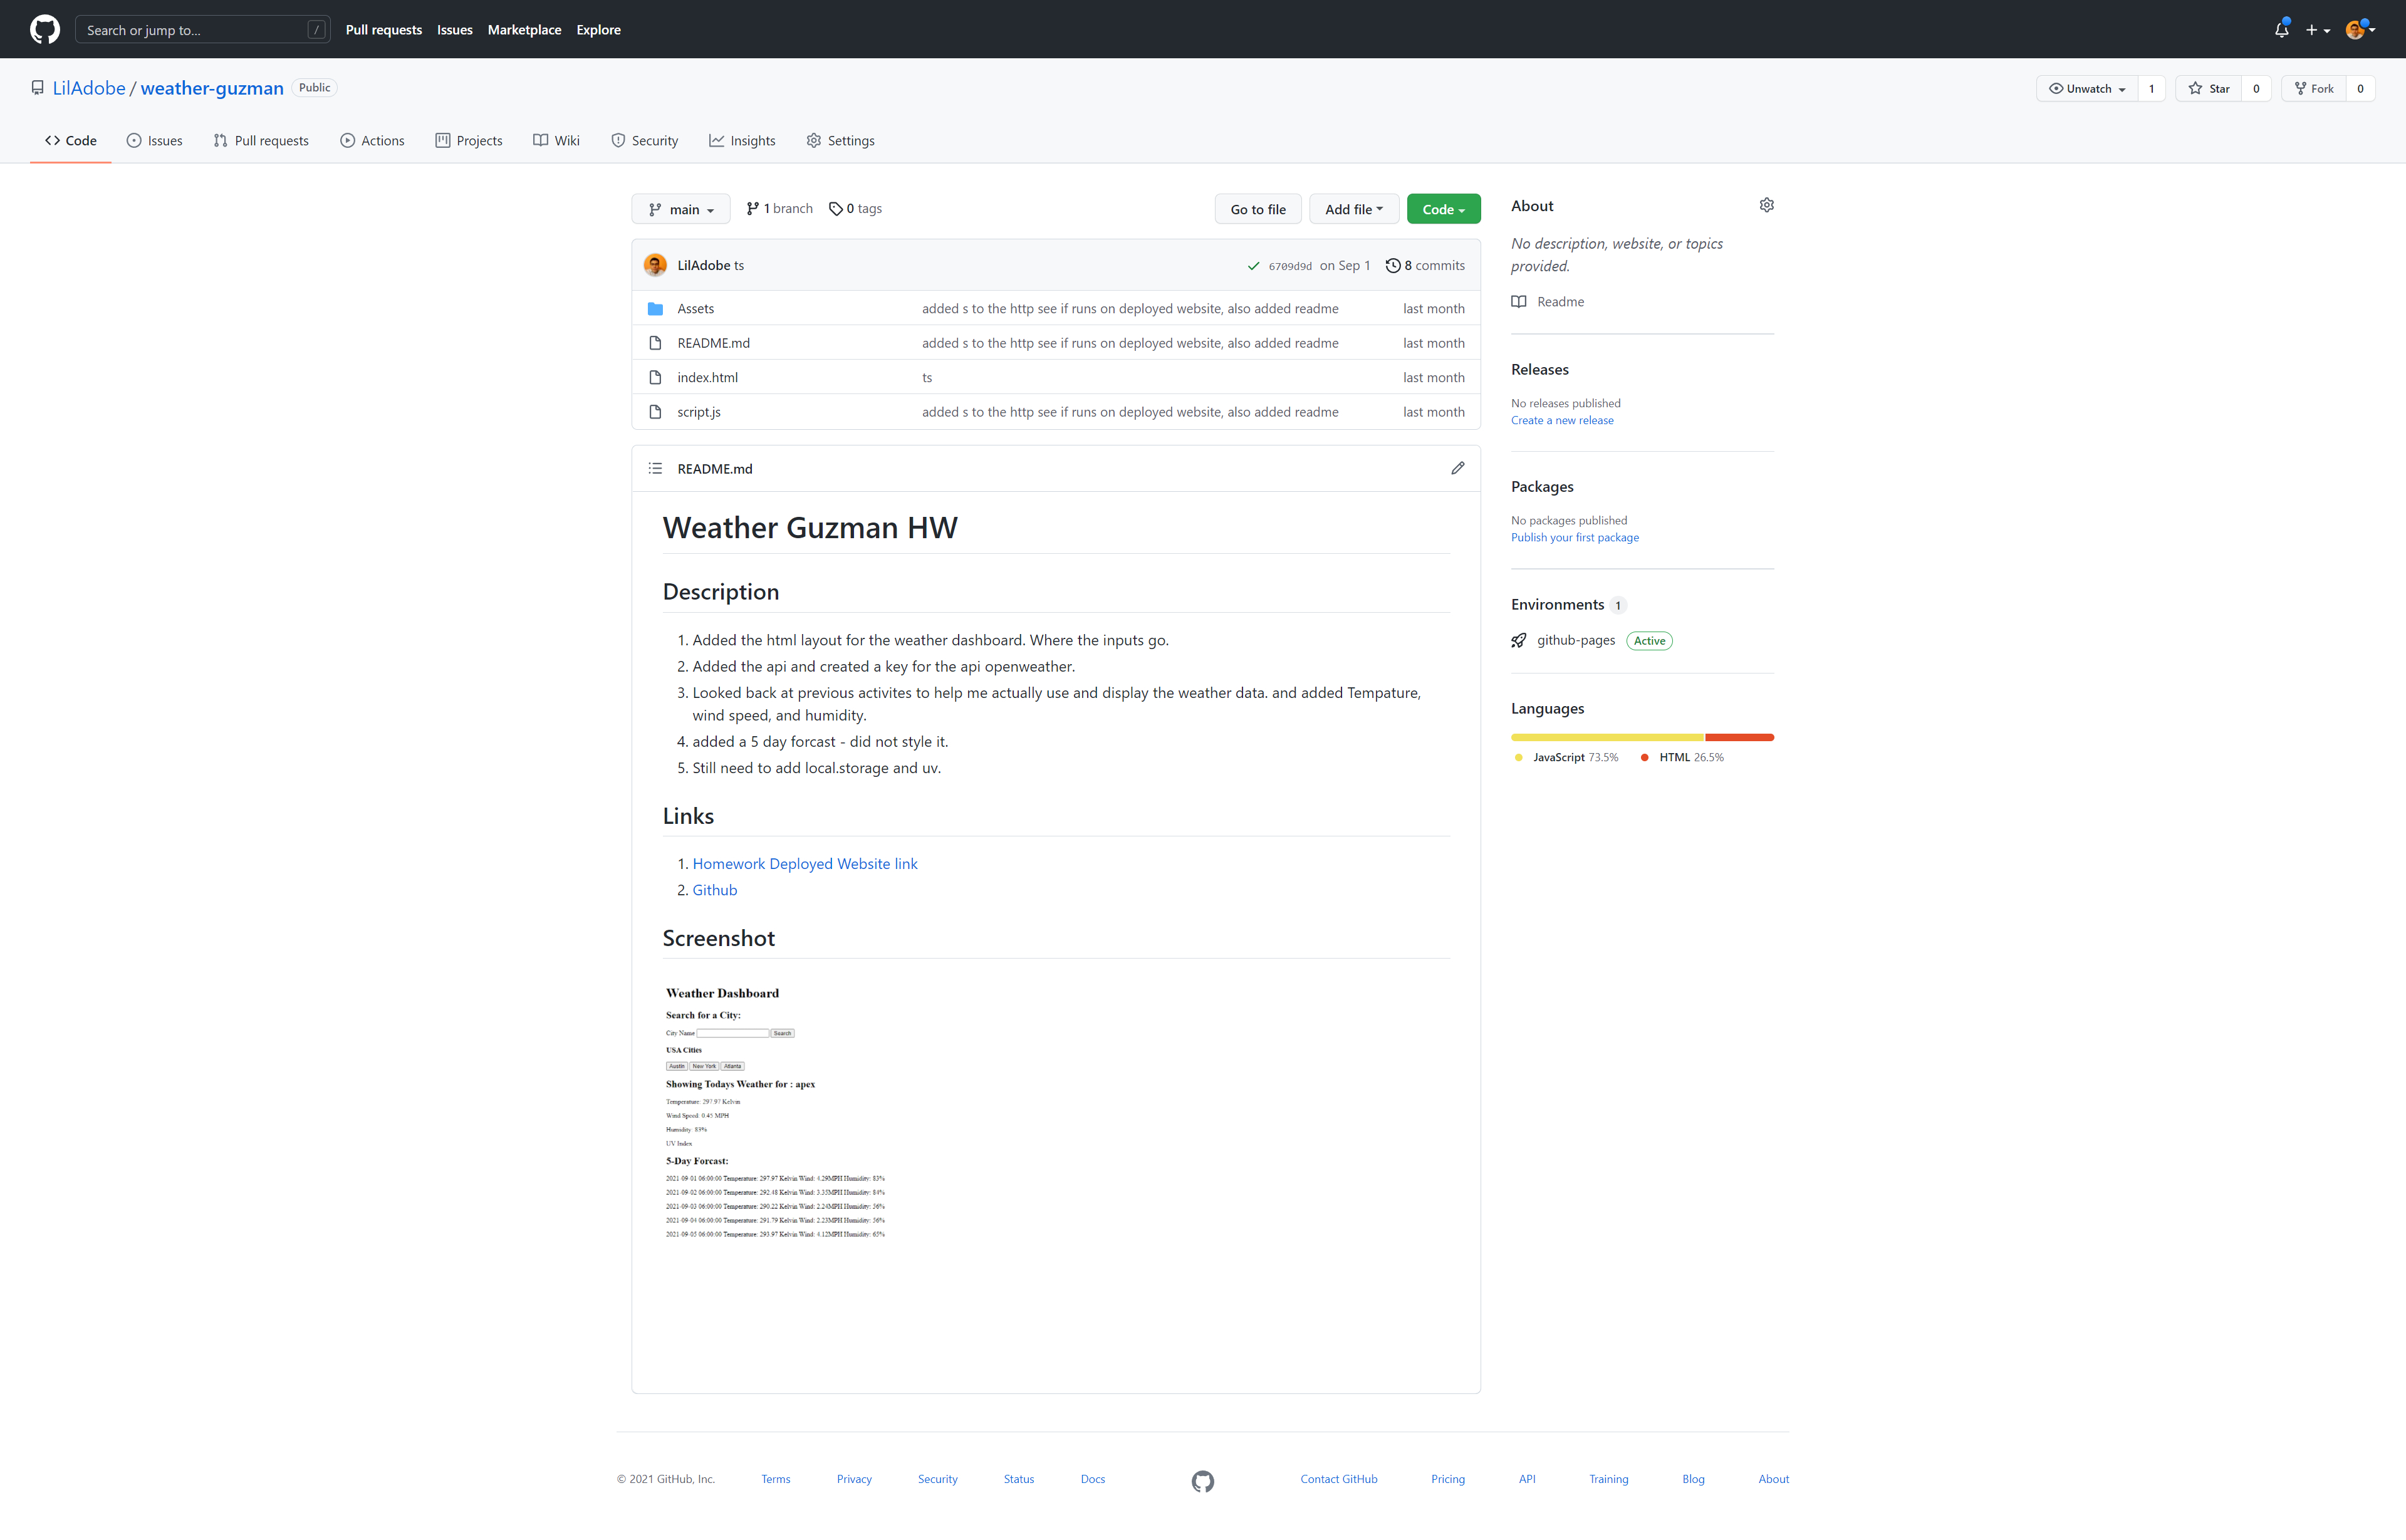 Search or jump to...
/
Pull requests
Issues
Marketplace
Explore
LilAdobe / weather-guzman
Public
Unwatch
1
Star
0
Fork
0
Code
Issues
Pull requests
Actions
Projects
Wiki
Security
Insights
Settings
main
1 branch
0 tags
Go to file
Add file
Code
LilAdobe ts
6709d9d on Sep 1
8 commits
Assets
added s to the http see if runs on deployed website, also added readme
last month
README.md
added s to the http see if runs on deployed website, also added readme
last month
index.html
ts
last month
script.js
added s to the http see if runs on deployed website, also added readme
last month
README.md
Weather Guzman HW
Description
1. Added the html layout for the weather dashboard. Where the inputs go.
2. Added the api and created a key for the api openweather.
3. Looked back at previous activites to help me actually use and display the weather data. and added Tempature,
wind speed, and humidity.
4. added a 5 day forcast - did not style it.
5. Still need to add local.storage and uv.
Links
1. Homework Deployed Website link
2. Github
Screenshot
Weather Dashboard
Search for a City:
City Name
Search
USA Cities
Austin
New York
Atlanta
Showing Todays Weather for : apex
Temperature: 297.97 Kelvin
Wind Speed: 0.45 MPH
Humidity: 83%
UV Index
5-Day Forcast:
2021-09-01 06:00:00 Temperature: 297.97 Kelvin Wind: 4.29MPH Humidity: 83%
2021-09-02 06:00:00 Temperature: 292.48 Kelvin Wind: 3.35MPH Humidity: 84%
2021-09-03 06:00:00 Temperature: 290.22 Kelvin Wind: 2.24MPH Humidity: 56%
2021-09-04 06:00:00 Temperature: 291.79 Kelvin Wind: 2.23MPH Humidity: 56%
2021-09-05 06:00:00 Temperature: 293.97 Kelvin Wind: 4.12MPH Humidity: 65%
About
No description, website, or topics
provided.
Readme
Releases
No releases published
Create a new release
Packages
No packages published
Publish your first package
Environments 1
github-pages
Active
Languages
JavaScript 73.5%
HTML 26.5%
© 2021 GitHub, Inc.
Terms
Privacy
Security
Status
Docs
Contact GitHub
Pricing
API
Training
Blog
About